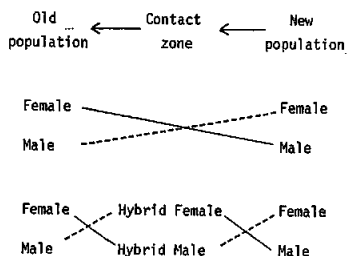 Old Contact New
population zone population
Female Female
Male Male
Female Hybrid Female Female
Male Hybrid Male Male